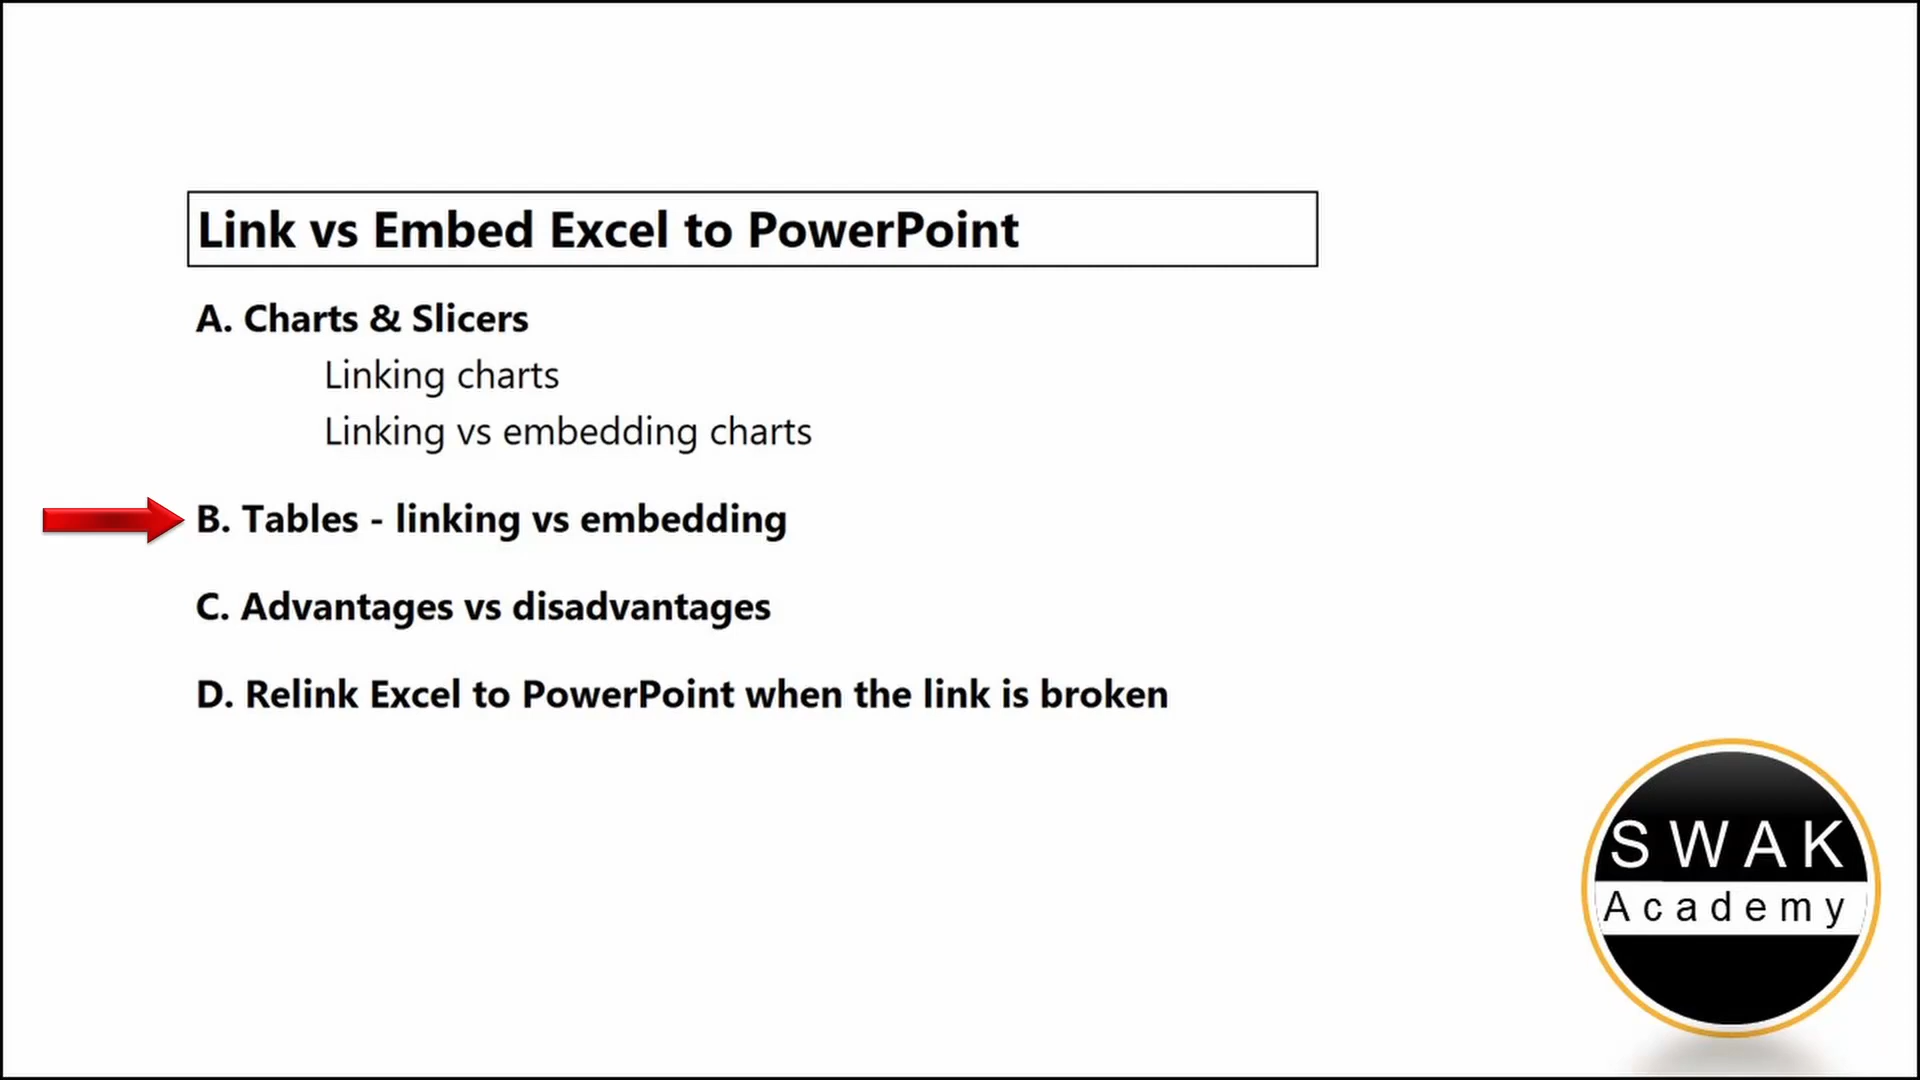 Link vs Embed Excel to PowerPoint
A. Charts & Slicers
Linking charts
Linking vs embedding charts
B. Tables - linking vs embedding
C. Advantages vs disadvantages
D. Relink Excel to PowerPoint when the link is broken
SWAK
Academy